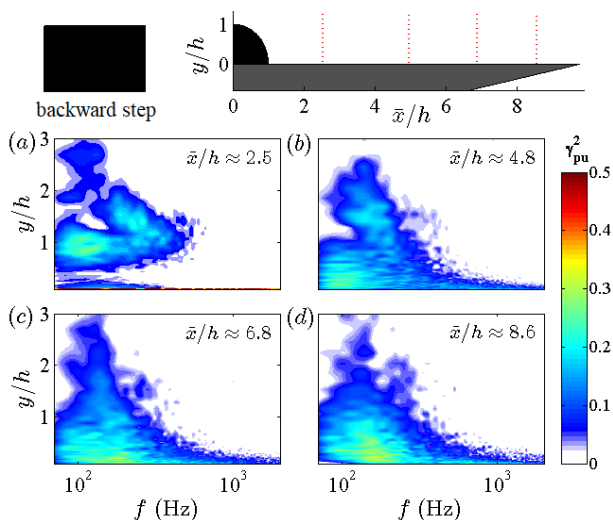 backward step
y/h
1
0
0 2 4 6 8
x̄/h
(a) x̄/h ≈ 2.5
(b) x̄/h ≈ 4.8
γ²pu
y/h
3
2
1
0.5
0.4
0.3
0.2
0.1
0
(c) x̄/h ≈ 6.8
(d) x̄/h ≈ 8.6
y/h
3
2
1
10² 10³
10² 10³
f (Hz)
f (Hz)